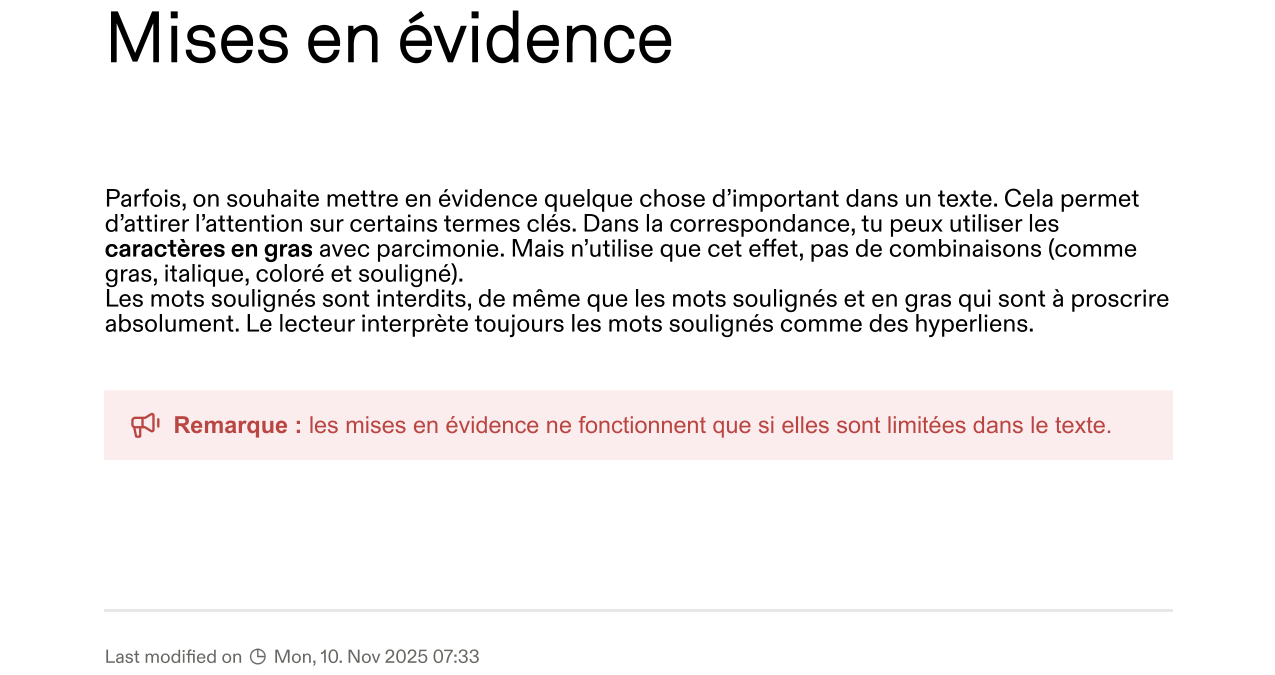 Mises en évidence
Parfois, on souhaite mettre en évidence quelque chose d’important dans un texte. Cela permet
d’attirer l’attention sur certains termes clés. Dans la correspondance, tu peux utiliser les
caractères en gras avec parcimonie. Mais n’utilise que cet effet, pas de combinaisons (comme
gras, italique, coloré et souligné).
Les mots soulignés sont interdits, de même que les mots soulignés et en gras qui sont à proscrire
absolument. Le lecteur interprète toujours les mots soulignés comme des hyperliens.
Remarque : les mises en évidence ne fonctionnent que si elles sont limitées dans le texte.
Last modified on Mon, 10. Nov 2025 07:33